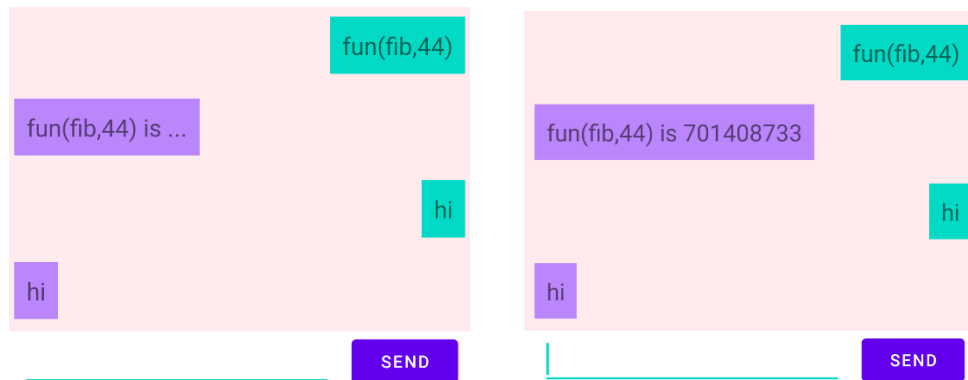 fun(fib,44)
fun(fib,44) is ...
hi
hi
SEND
fun(fib,44)
fun(fib,44) is 701408733
hi
hi
SEND